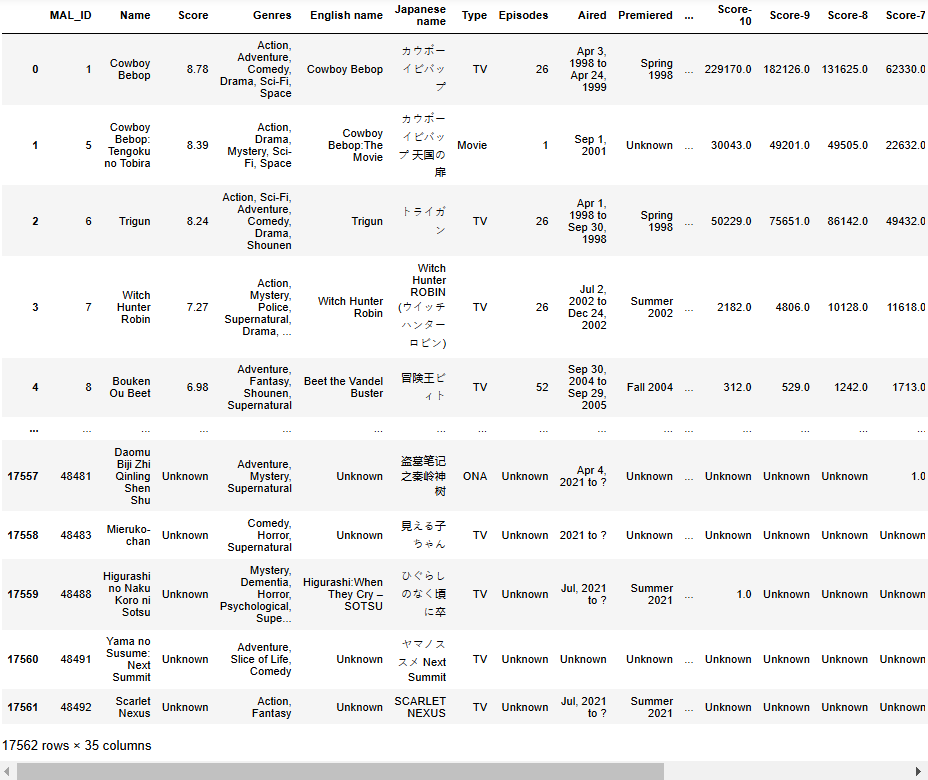 MAL_ID Name Score Genres English name Japanese name Type Episodes Aired Premiered ... Score-10 Score-9 Score-8 Score-7
0 1 Cowboy Bebop 8.78 Action, Adventure, Comedy, Drama, Sci-Fi, Space Cowboy Bebop カウボーイビバップ TV 26 Apr 3, 1998 to Apr 24, 1999 Spring 1998 ... 229170.0 182126.0 131625.0 62330.0
1 5 Cowboy Bebop: Tengoku no Tobira 8.39 Action, Drama, Mystery, Sci-Fi, Space Cowboy Bebop:The Movie カウボーイビバップ 天国の扉 Movie 1 Sep 1, 2001 Unknown ... 30043.0 49201.0 49505.0 22632.0
2 6 Trigun 8.24 Action, Sci-Fi, Adventure, Comedy, Drama, Shounen Trigun トライガン TV 26 Apr 1, 1998 to Sep 30, 1998 Spring 1998 ... 50229.0 75651.0 86142.0 49432.0
3 7 Witch Hunter Robin 7.27 Action, Mystery, Police, Supernatural, Drama, ... Witch Hunter Robin Witch Hunter ROBIN (ウイッチハンターロビン) TV 26 Jul 2, 2002 to Dec 24, 2002 Summer 2002 ... 2182.0 4806.0 10128.0 11618.0
4 8 Bouken Ou Beet 6.98 Adventure, Fantasy, Shounen, Supernatural Beet the Vandel Buster 冒険王ビィト TV 52 Sep 30, 2004 to Sep 29, 2005 Fall 2004 ... 312.0 529.0 1242.0 1713.0
... ... ... ... ... ... ... ... ... ... ... ... ... ... ... ...
17557 48481 Daomu Biji Zhi Qinling Shen Shu Unknown Adventure, Mystery, Supernatural Unknown 盗墓笔记之秦岭神树 ONA Unknown Apr 4, 2021 to ? Unknown ... Unknown Unknown Unknown 1.0
17558 48483 Mieruko-chan Unknown Comedy, Horror, Supernatural Unknown 見える子ちゃん TV Unknown 2021 to ? Unknown ... Unknown Unknown Unknown Unknown
17559 48488 Higurashi no Naku Koro ni Sotsu Unknown Mystery, Dementia, Horror, Psychological, Supe... Higurashi:When They Cry – SOTSU ひぐらしのなく頃に卒 TV Unknown Jul, 2021 to ? Summer 2021 ... 1.0 Unknown Unknown Unknown
17560 48491 Yama no Susume: Next Summit Unknown Adventure, Slice of Life, Comedy Unknown ヤマノススメ Next Summit TV Unknown Unknown Unknown ... Unknown Unknown Unknown Unknown
17561 48492 Scarlet Nexus Unknown Action, Fantasy Unknown SCARLET NEXUS TV Unknown Jul, 2021 to ? Summer 2021 ... Unknown Unknown Unknown Unknown
17562 rows × 35 columns